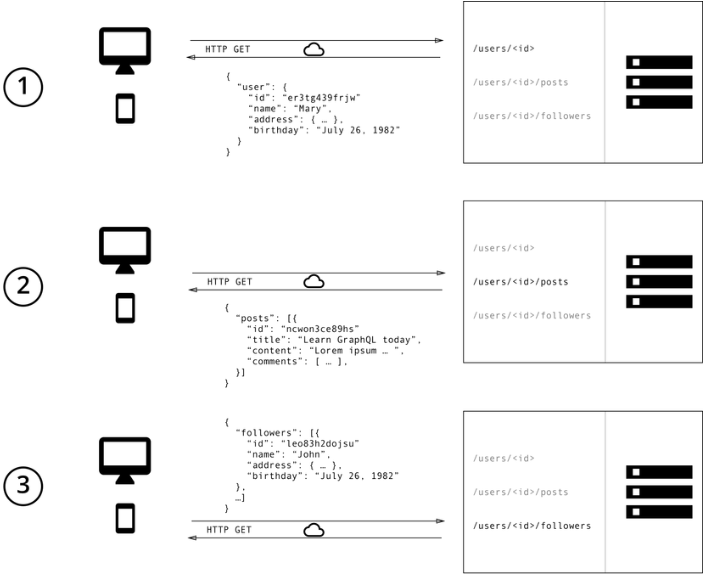 1
HTTP GET
{
"user": {
"id": "er3tg439frjw"
"name": "Mary",
"address": { … },
"birthday": "July 26, 1982"
}
}
/users/<id>
/users/<id>/posts
/users/<id>/followers
2
HTTP GET
{
"posts": [{
"id": "ncwon3ce89hs"
"title": "Learn GraphQL today",
"content": "Lorem ipsum … ",
"comments": [ … ],
}]
}
/users/<id>
/users/<id>/posts
/users/<id>/followers
3
{
"followers": [{
"id": "leo83h2dojsu"
"name": "John",
"address": { … },
"birthday": "July 26, 1982"
},
…]
}
HTTP GET
/users/<id>
/users/<id>/posts
/users/<id>/followers